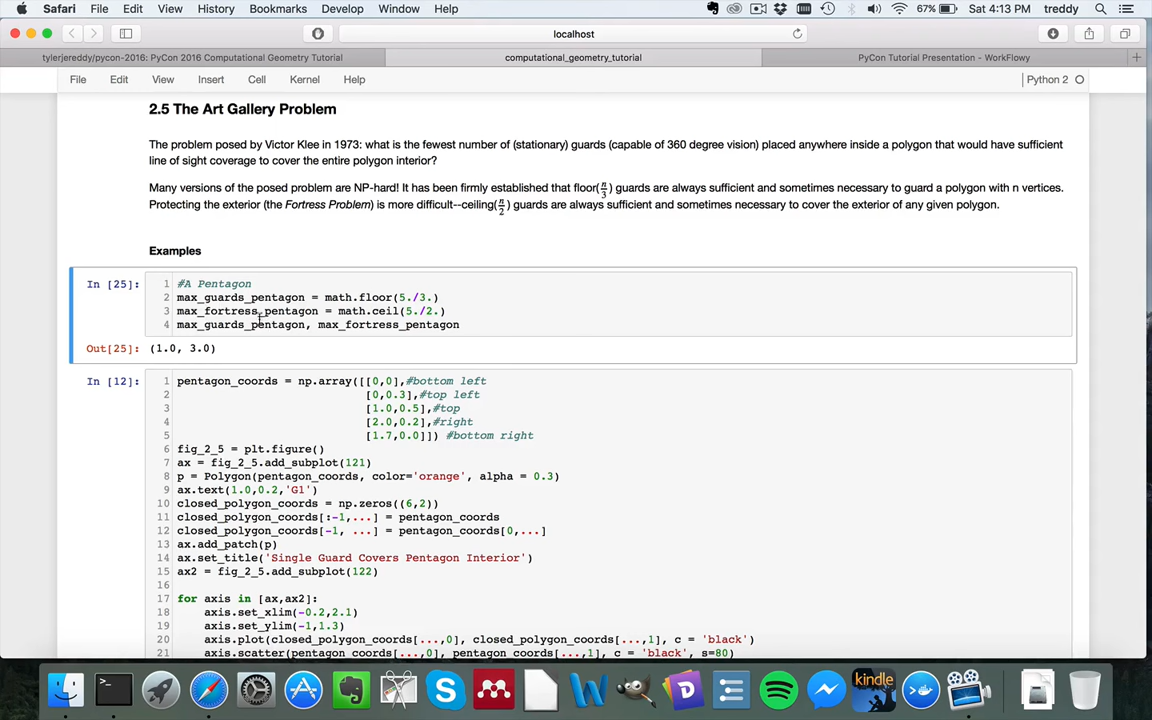 Safari File Edit View History Bookmarks Develop Window Help 67% Sat 4:13 PM treddy
localhost
tylerjereddy/pycon-2016: PyCon 2016 Computational Geometry Tutorial computational_geometry_tutorial PyCon Tutorial Presentation - WorkFlowy
File Edit View Insert Cell Kernel Help Python 2
2.5 The Art Gallery Problem
The problem posed by Victor Klee in 1973: what is the fewest number of (stationary) guards (capable of 360 degree vision) placed anywhere inside a polygon that would have sufficient
line of sight coverage to cover the entire polygon interior?
Many versions of the posed problem are NP-hard! It has been firmly established that floor(n/3) guards are always sufficient and sometimes necessary to guard a polygon with n vertices.
Protecting the exterior (the Fortress Problem) is more difficult--ceiling(n/2) guards are always sufficient and sometimes necessary to cover the exterior of any given polygon.
Examples
In [25]: 1 #A Pentagon
2 max_guards_pentagon = math.floor(5./3.)
3 max_fortress_pentagon = math.ceil(5./2.)
4 max_guards_pentagon, max_fortress_pentagon
Out[25]: (1.0, 3.0)
In [12]: 1 pentagon_coords = np.array([[0,0],#bottom left
2 [0,0.3],#top left
3 [1.0,0.5],#top
4 [2.0,0.2],#right
5 [1.7,0.0]]) #bottom right
6 fig_2_5 = plt.figure()
7 ax = fig_2_5.add_subplot(121)
8 p = Polygon(pentagon_coords, color='orange', alpha = 0.3)
9 ax.text(1.0,0.2,'G1')
10 closed_polygon_coords = np.zeros((6,2))
11 closed_polygon_coords[:-1,...] = pentagon_coords
12 closed_polygon_coords[-1, ...] = pentagon_coords[0,...]
13 ax.add_patch(p)
14 ax.set_title('Single Guard Covers Pentagon Interior')
15 ax2 = fig_2_5.add_subplot(122)
16
17 for axis in [ax,ax2]:
18 axis.set_xlim(-0.2,2.1)
19 axis.set_ylim(-1,1.3)
20 axis.plot(closed_polygon_coords[...,0], closed_polygon_coords[...,1], c = 'black')
21 axis.scatter(pentagon_coords[...,0], pentagon_coords[...,1], c = 'black', s=80)
kindle